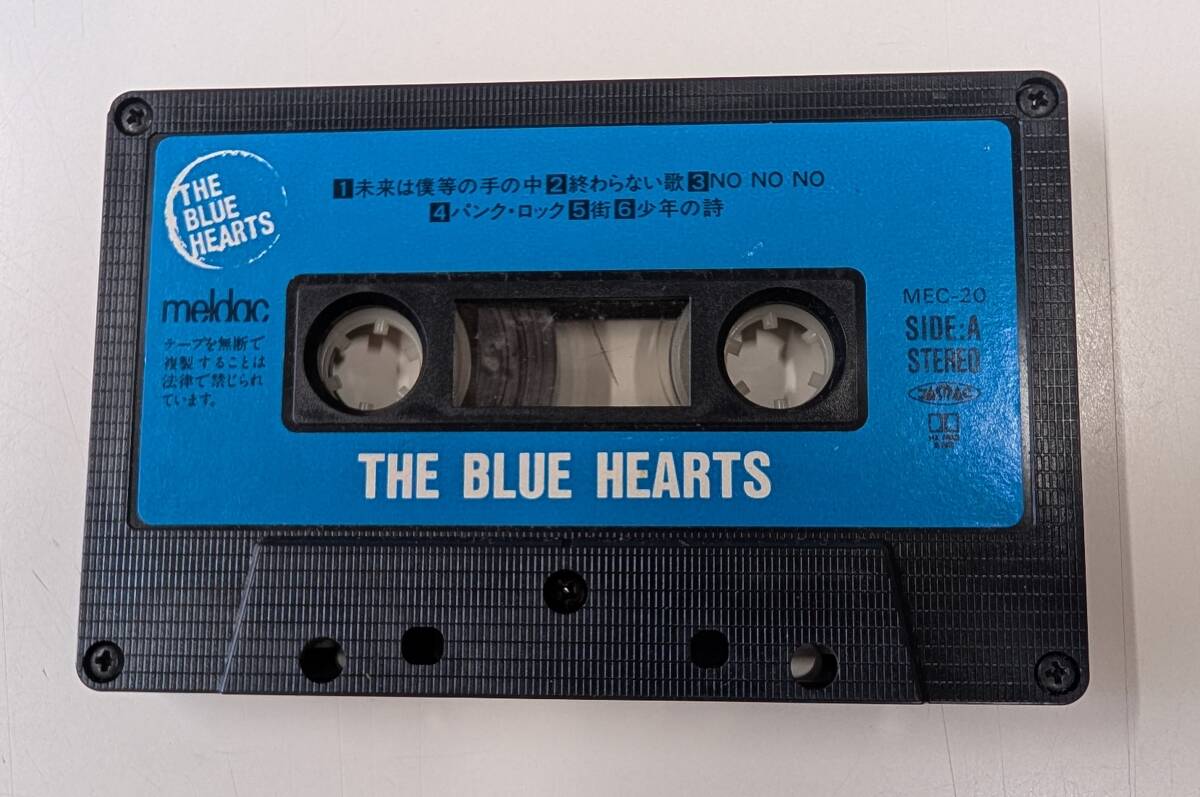 THE
BLUE
HEARTS
1未来は僕等の手の中2終わらない歌3NO NO NO
4パンク・ロック5街6少年の詩
meldac
テープを無断で
複製することは
法律で禁じられ
ています。
MEC-20
SIDE:A
STEREO
JASRAC
THE BLUE HEARTS